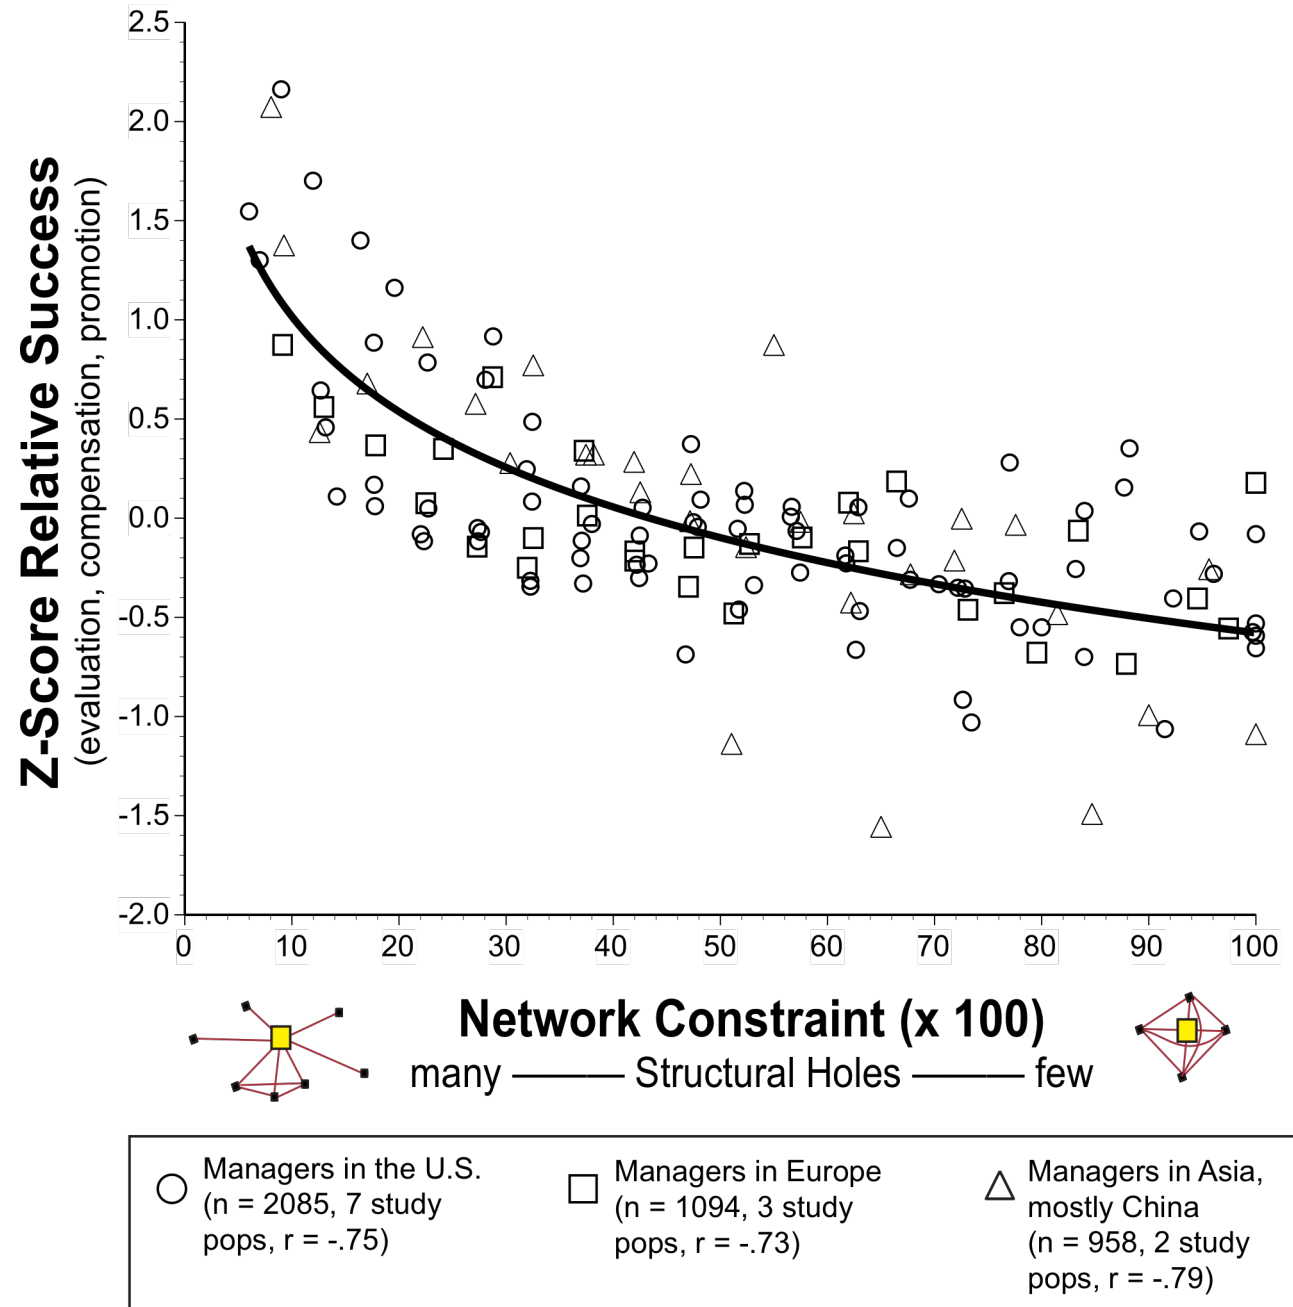 Z-Score Relative Success
(evaluation, compensation, promotion)
2.5
2.0
1.5
1.0
0.5
0.0
-0.5
-1.0
-1.5
-2.0
0 10 20 30 40 50 60 70 80 90 100
Network Constraint (x 100)
many ——— Structural Holes ——— few
Managers in the U.S.
(n = 2085, 7 study
pops, r = -.75)
Managers in Europe
(n = 1094, 3 study
pops, r = -.73)
Managers in Asia,
mostly China
(n = 958, 2 study
pops, r = -.79)